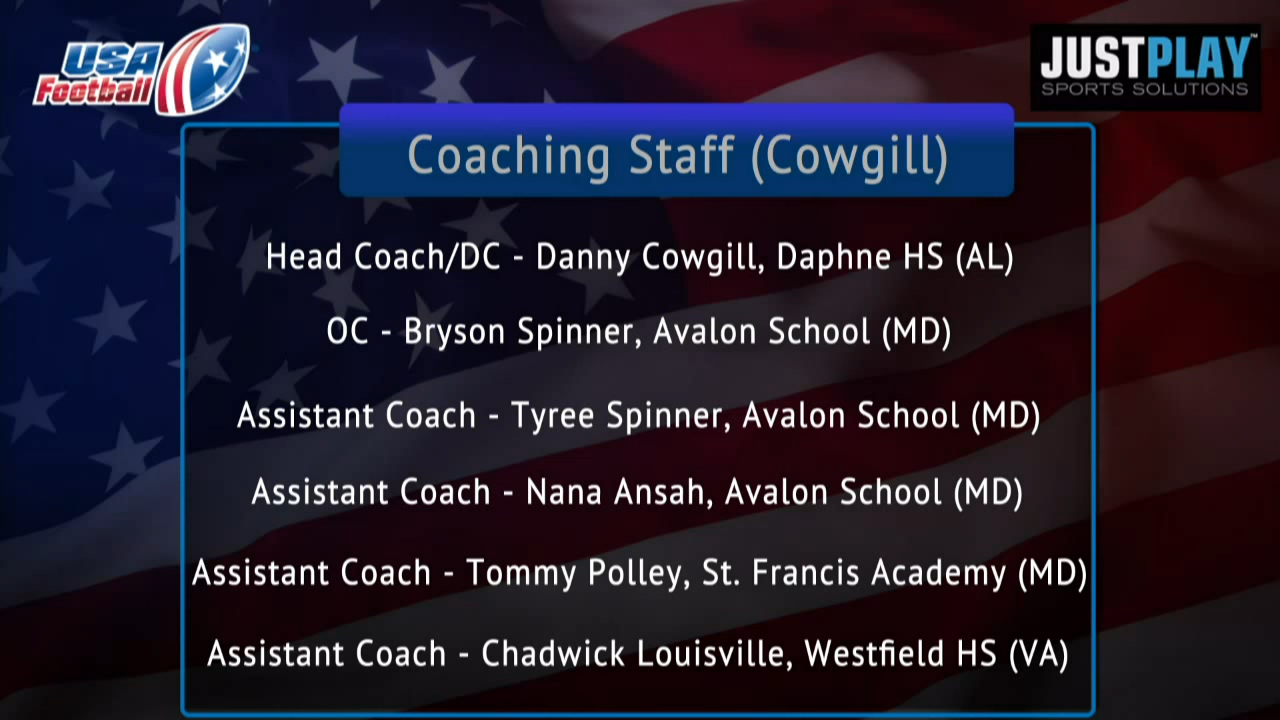 USA
Football
JUSTPLAY™
SPORTS SOLUTIONS
Coaching Staff (Cowgill)
Head Coach/DC - Danny Cowgill, Daphne HS (AL)
OC - Bryson Spinner, Avalon School (MD)
Assistant Coach - Tyree Spinner, Avalon School (MD)
Assistant Coach - Nana Ansah, Avalon School (MD)
Assistant Coach - Tommy Polley, St. Francis Academy (MD)
Assistant Coach - Chadwick Louisville, Westfield HS (VA)